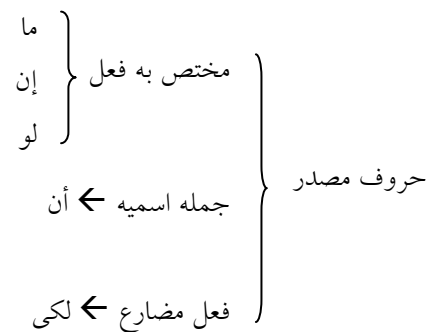 ما
مختص به فعل
إن
لو
حروف مصدر
جمله اسمیه 🡨 أن
فعل مضارع 🡨 لکی